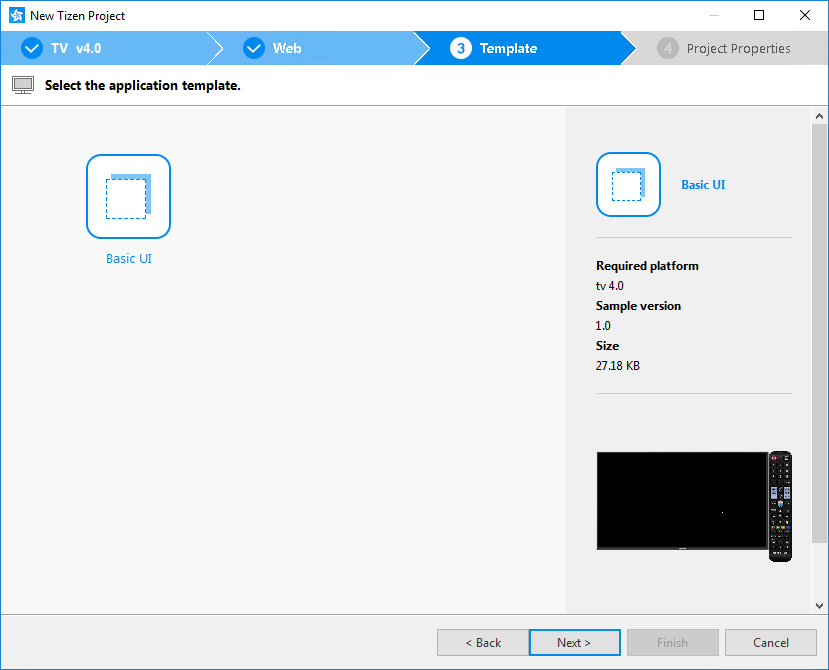 New Tizen Project
TV v4.0
Web
3 Template
4 Project Properties
Select the application template.
Basic UI
Basic UI
Required platform
tv 4.0
Sample version
1.0
Size
27.18 KB
< Back
Next >
Finish
Cancel